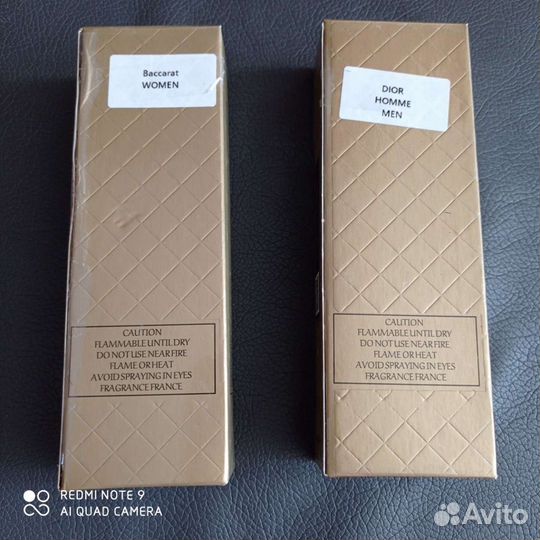 Baccarat
WOMEN
CAUTION
FLAMMABLE UNTIL DRY
DO NOT USE NEAR FIRE
FLAME OR HEAT
AVOID SPRAYING IN EYES
FRAGRANCE FRANCE
DIOR
HOMME
MEN
CAUTION
FLAMMABLE UNTIL DRY
DO NOT USE NEAR FIRE
FLAME OR HEAT
AVOID SPRAYING IN EYES
FRAGRANCE FRANCE
REDMI NOTE 9
AI QUAD CAMERA
Avito